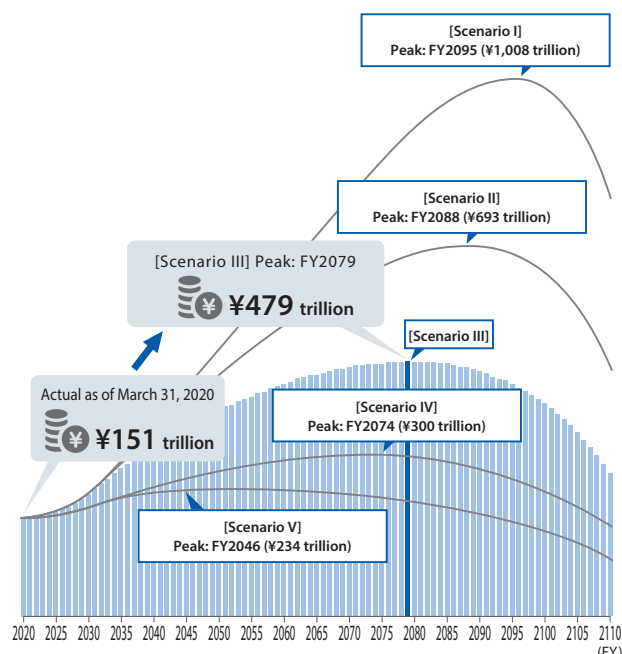 [Scenario I]
Peak: FY2095 (¥1,008 trillion)
[Scenario II]
Peak: FY2088 (¥693 trillion)
[Scenario III] Peak: FY2079
¥479 trillion
[Scenario III]
Actual as of March 31, 2020
¥151 trillion
[Scenario IV]
Peak: FY2074 (¥300 trillion)
[Scenario V]
Peak: FY2046 (¥234 trillion)
2020 2025 2030 2035 2040 2045 2050 2055 2060 2065 2070 2075 2080 2085 2090 2095 2100 2105 2110
(FY)